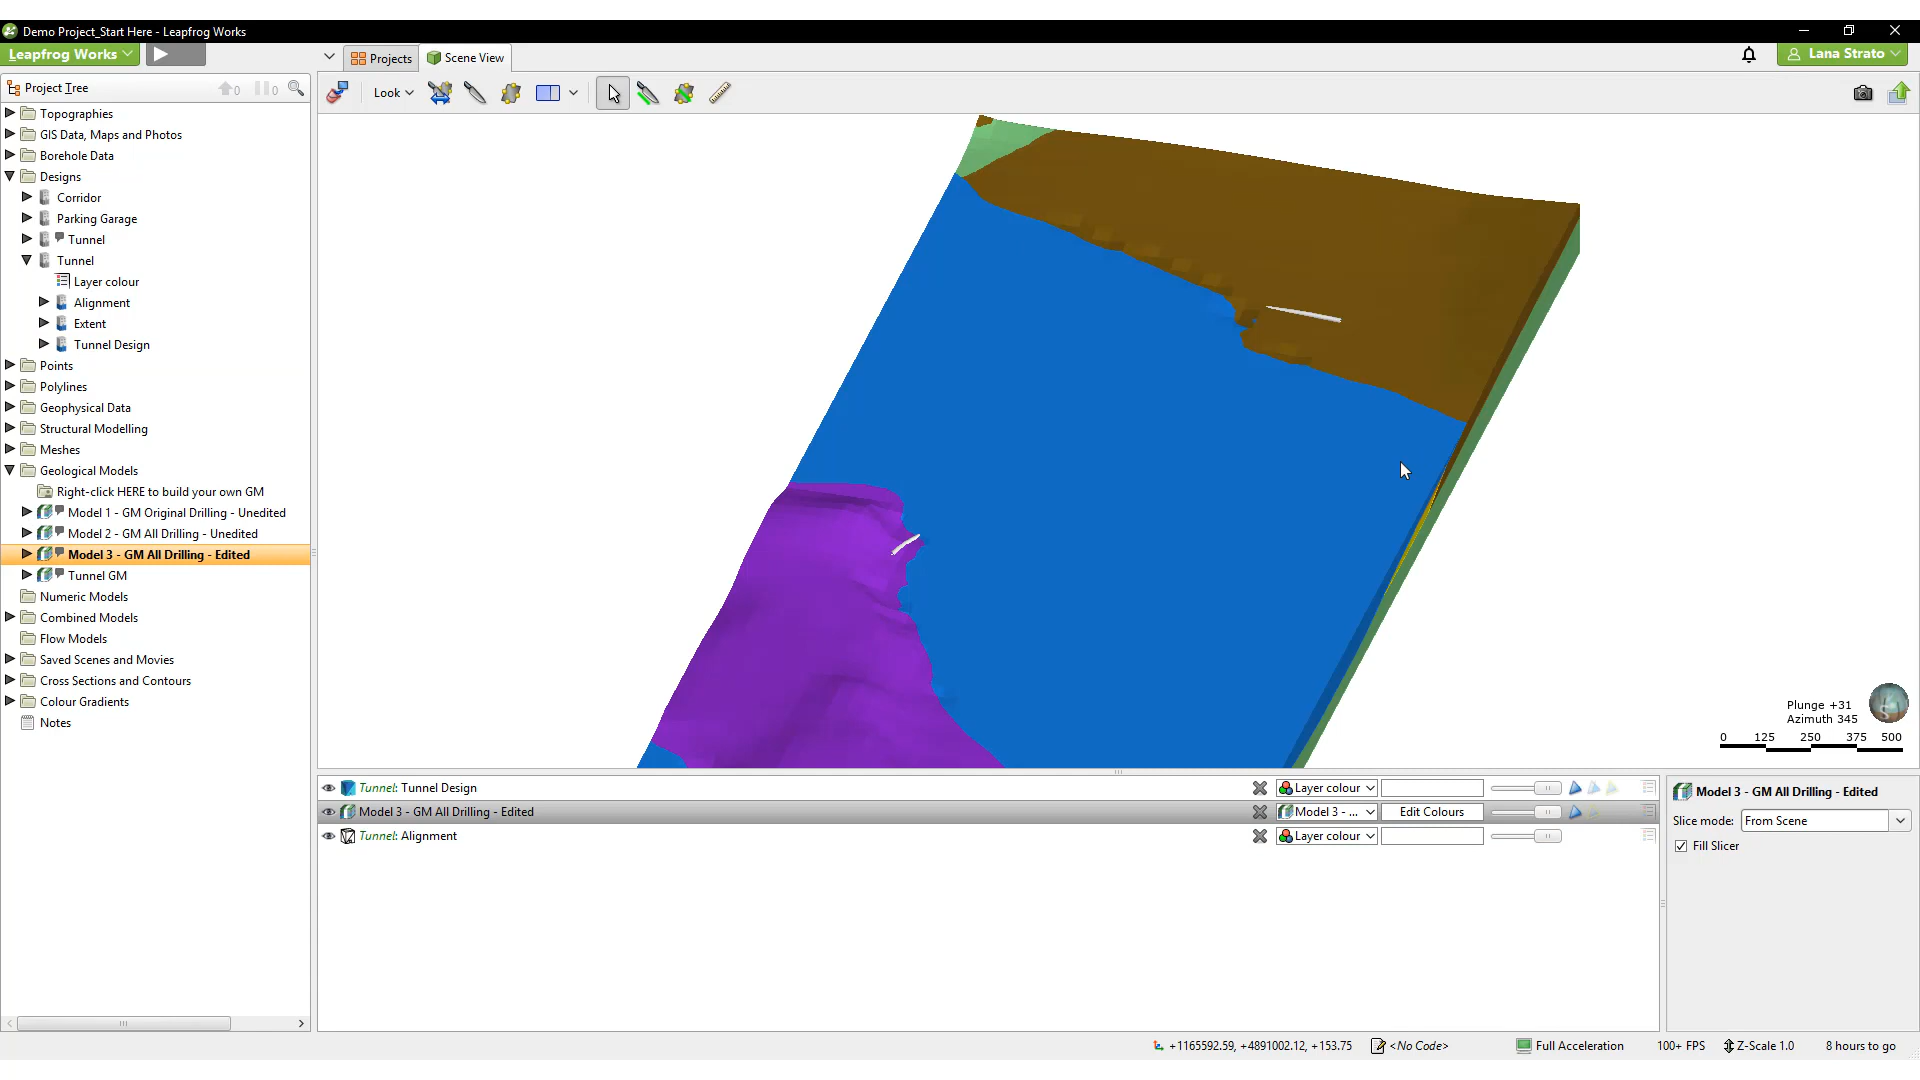 Demo Project_Start Here - Leapfrog Works
Leapfrog Works
Projects
Scene View
Lana Strato
Project Tree
0
0
Look
Topographies
GIS Data, Maps and Photos
Borehole Data
Designs
Corridor
Parking Garage
Tunnel
Tunnel
Layer colour
Alignment
Extent
Tunnel Design
Points
Polylines
Geophysical Data
Structural Modelling
Meshes
Geological Models
Right-click HERE to build your own GM
Model 1 - GM Original Drilling - Unedited
Model 2 - GM All Drilling - Unedited
Model 3 - GM All Drilling - Edited
Tunnel GM
Numeric Models
Combined Models
Flow Models
Saved Scenes and Movies
Cross Sections and Contours
Colour Gradients
Notes
Plunge +31
Azimuth 345
0 125 250 375 500
Tunnel: Tunnel Design
Layer colour
Model 3 - GM All Drilling - Edited
Model 3 - ...
Edit Colours
Tunnel: Alignment
Layer colour
Model 3 - GM All Drilling - Edited
Slice mode: From Scene
Fill Slicer
+1165592.59, +4891002.12, +153.75
<No Code>
Full Acceleration
100+ FPS
Z-Scale 1.0
8 hours to go